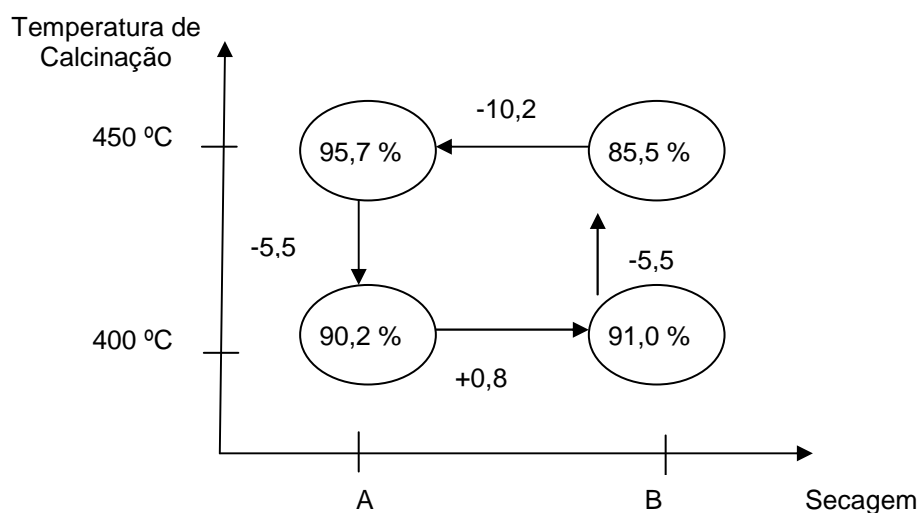 Temperatura de
Calcinação
-10,2
450 ºC
95,7 %
85,5 %
-5,5
-5,5
400 ºC
90,2 %
91,0 %
+0,8
A
B
Secagem